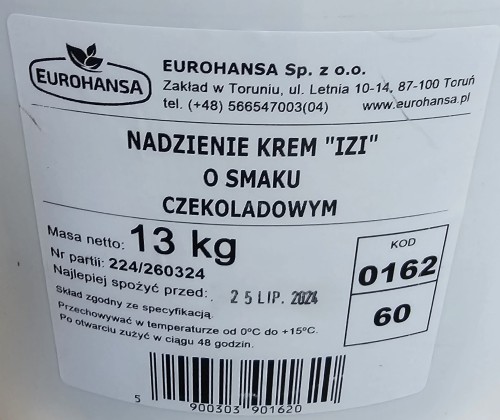 EUROHANSA
EUROHANSA Sp. z o.o.
Zakład w Toruniu, ul. Letnia 10-14, 87-100 Toruń
tel. (+48) 566547003(04) www.eurohansa.pl
NADZIENIE KREM "IZI"
O SMAKU
CZEKOLADOWYM
Masa netto: 13 kg
Nr partii: 224/260324
Najlepiej spożyć przed: 25 LIP. 2024
Skład zgodny ze specyfikacją.
Przechowywać w temperaturze od 0°C do +15°C.
Po otwarciu zużyć w ciągu 48 godzin.
KOD
0162
60
5 900303 901620